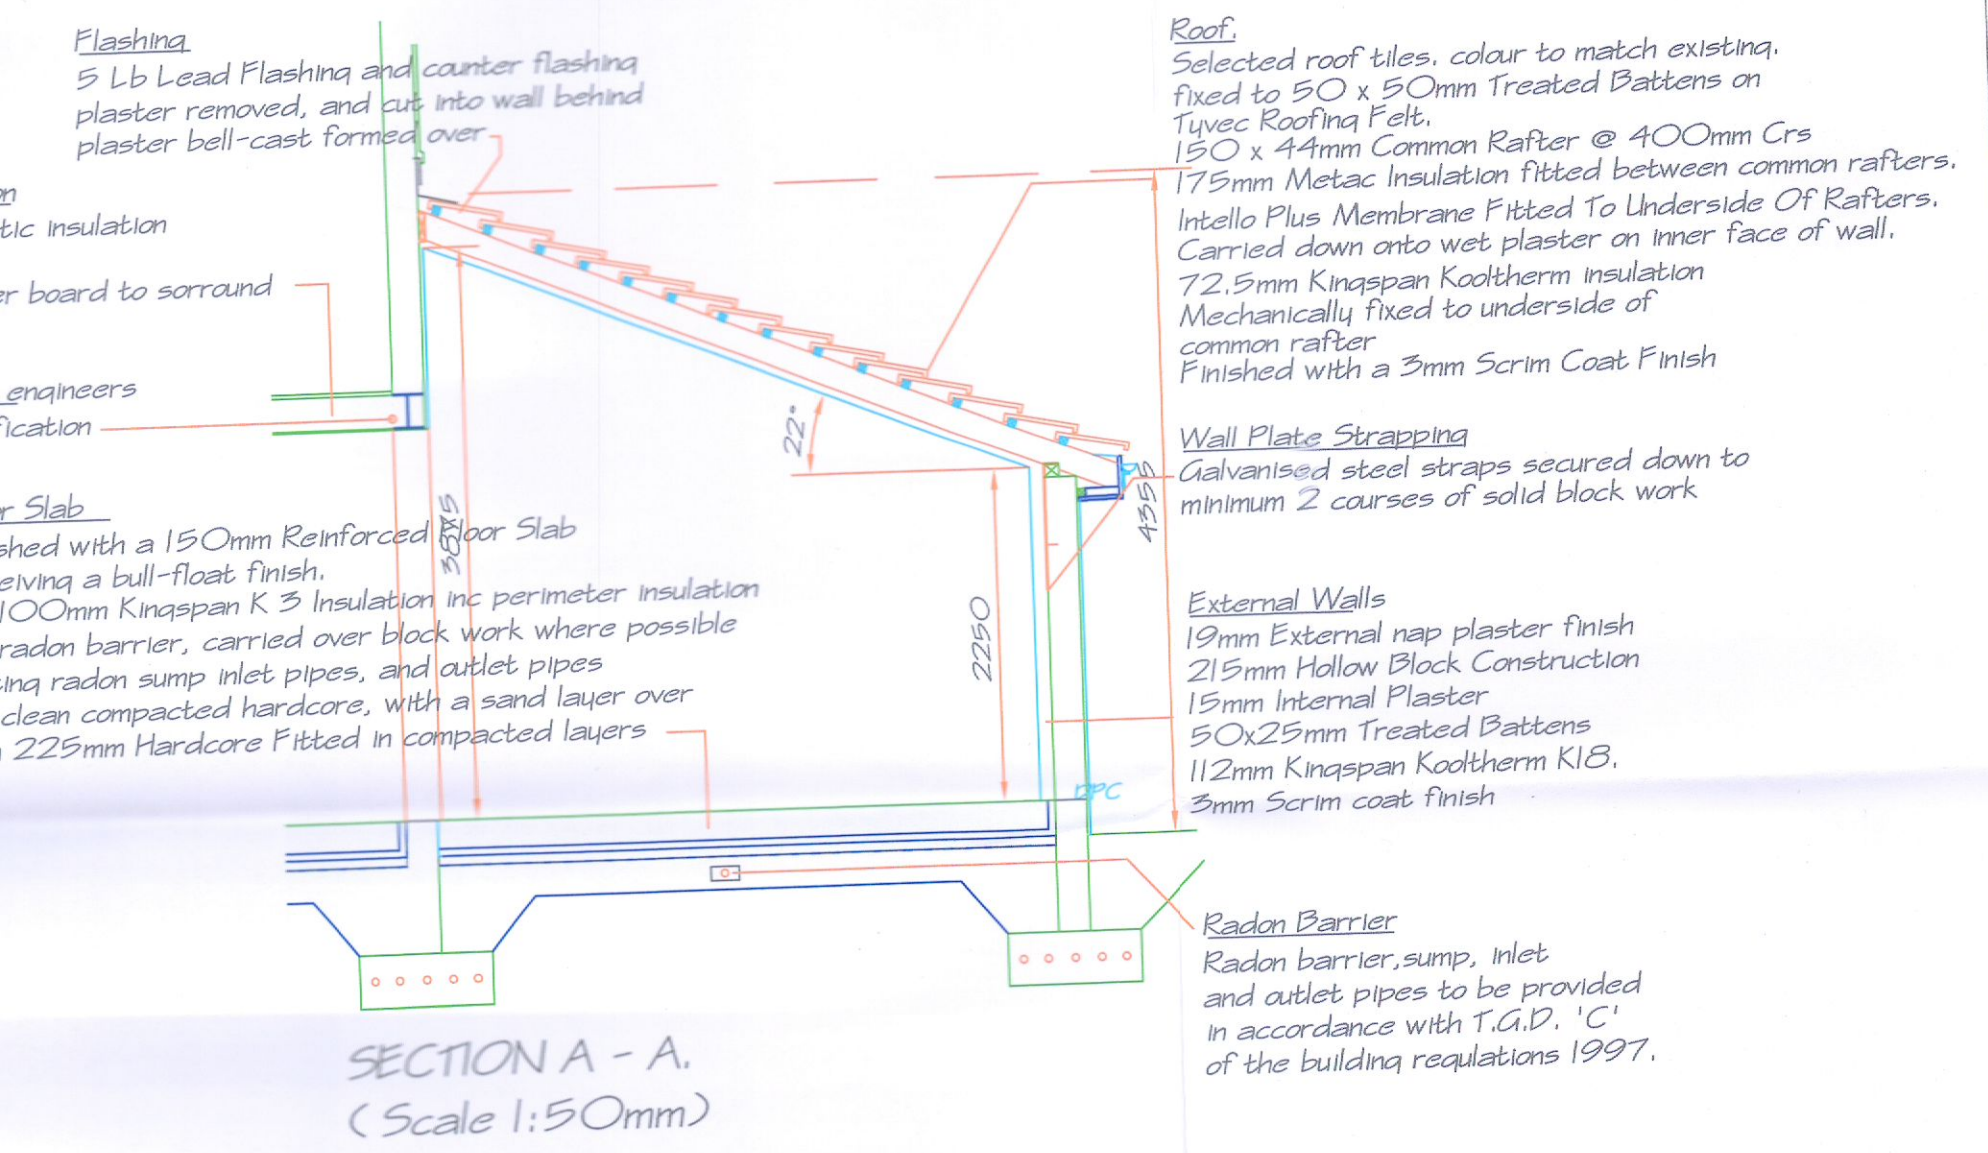 Flashing
5 Lb Lead Flashing and counter flashing
plaster removed, and cut into wall behind
plaster bell-cast formed over
on
tic insulation
er board to sorround
engineers
fication
r Slab
shed with a 150mm Reinforced Floor Slab
eiving a bull-float finish.
100mm Kingspan K 3 Insulation inc perimeter insulation
radon barrier, carried over block work where possible
ting radon sump inlet pipes, and outlet pipes
clean compacted hardcore, with a sand layer over
225mm Hardcore Fitted in compacted layers
22°
2250
4355
DPC
Roof.
Selected roof tiles. colour to match existing.
fixed to 50 x 50mm Treated Battens on
Tyvec Roofing Felt.
150 x 44mm Common Rafter @ 400mm Crs
175mm Metac Insulation fitted between common rafters.
Intello Plus Membrane Fitted To Underside Of Rafters.
Carried down onto wet plaster on inner face of wall.
72.5mm Kingspan Kooltherm insulation
Mechanically fixed to underside of
common rafter
Finished with a 3mm Scrim Coat Finish
Wall Plate Strapping
Galvanised steel straps secured down to
minimum 2 courses of solid block work
External Walls
19mm External nap plaster finish
215mm Hollow Block Construction
15mm Internal Plaster
50x25mm Treated Battens
112mm Kingspan Kooltherm K18.
3mm Scrim coat finish
Radon Barrier
Radon barrier,sump, inlet
and outlet pipes to be provided
in accordance with T.G.D. 'C'
of the building regulations 1997.
SECTION A - A.
( Scale 1:50mm)